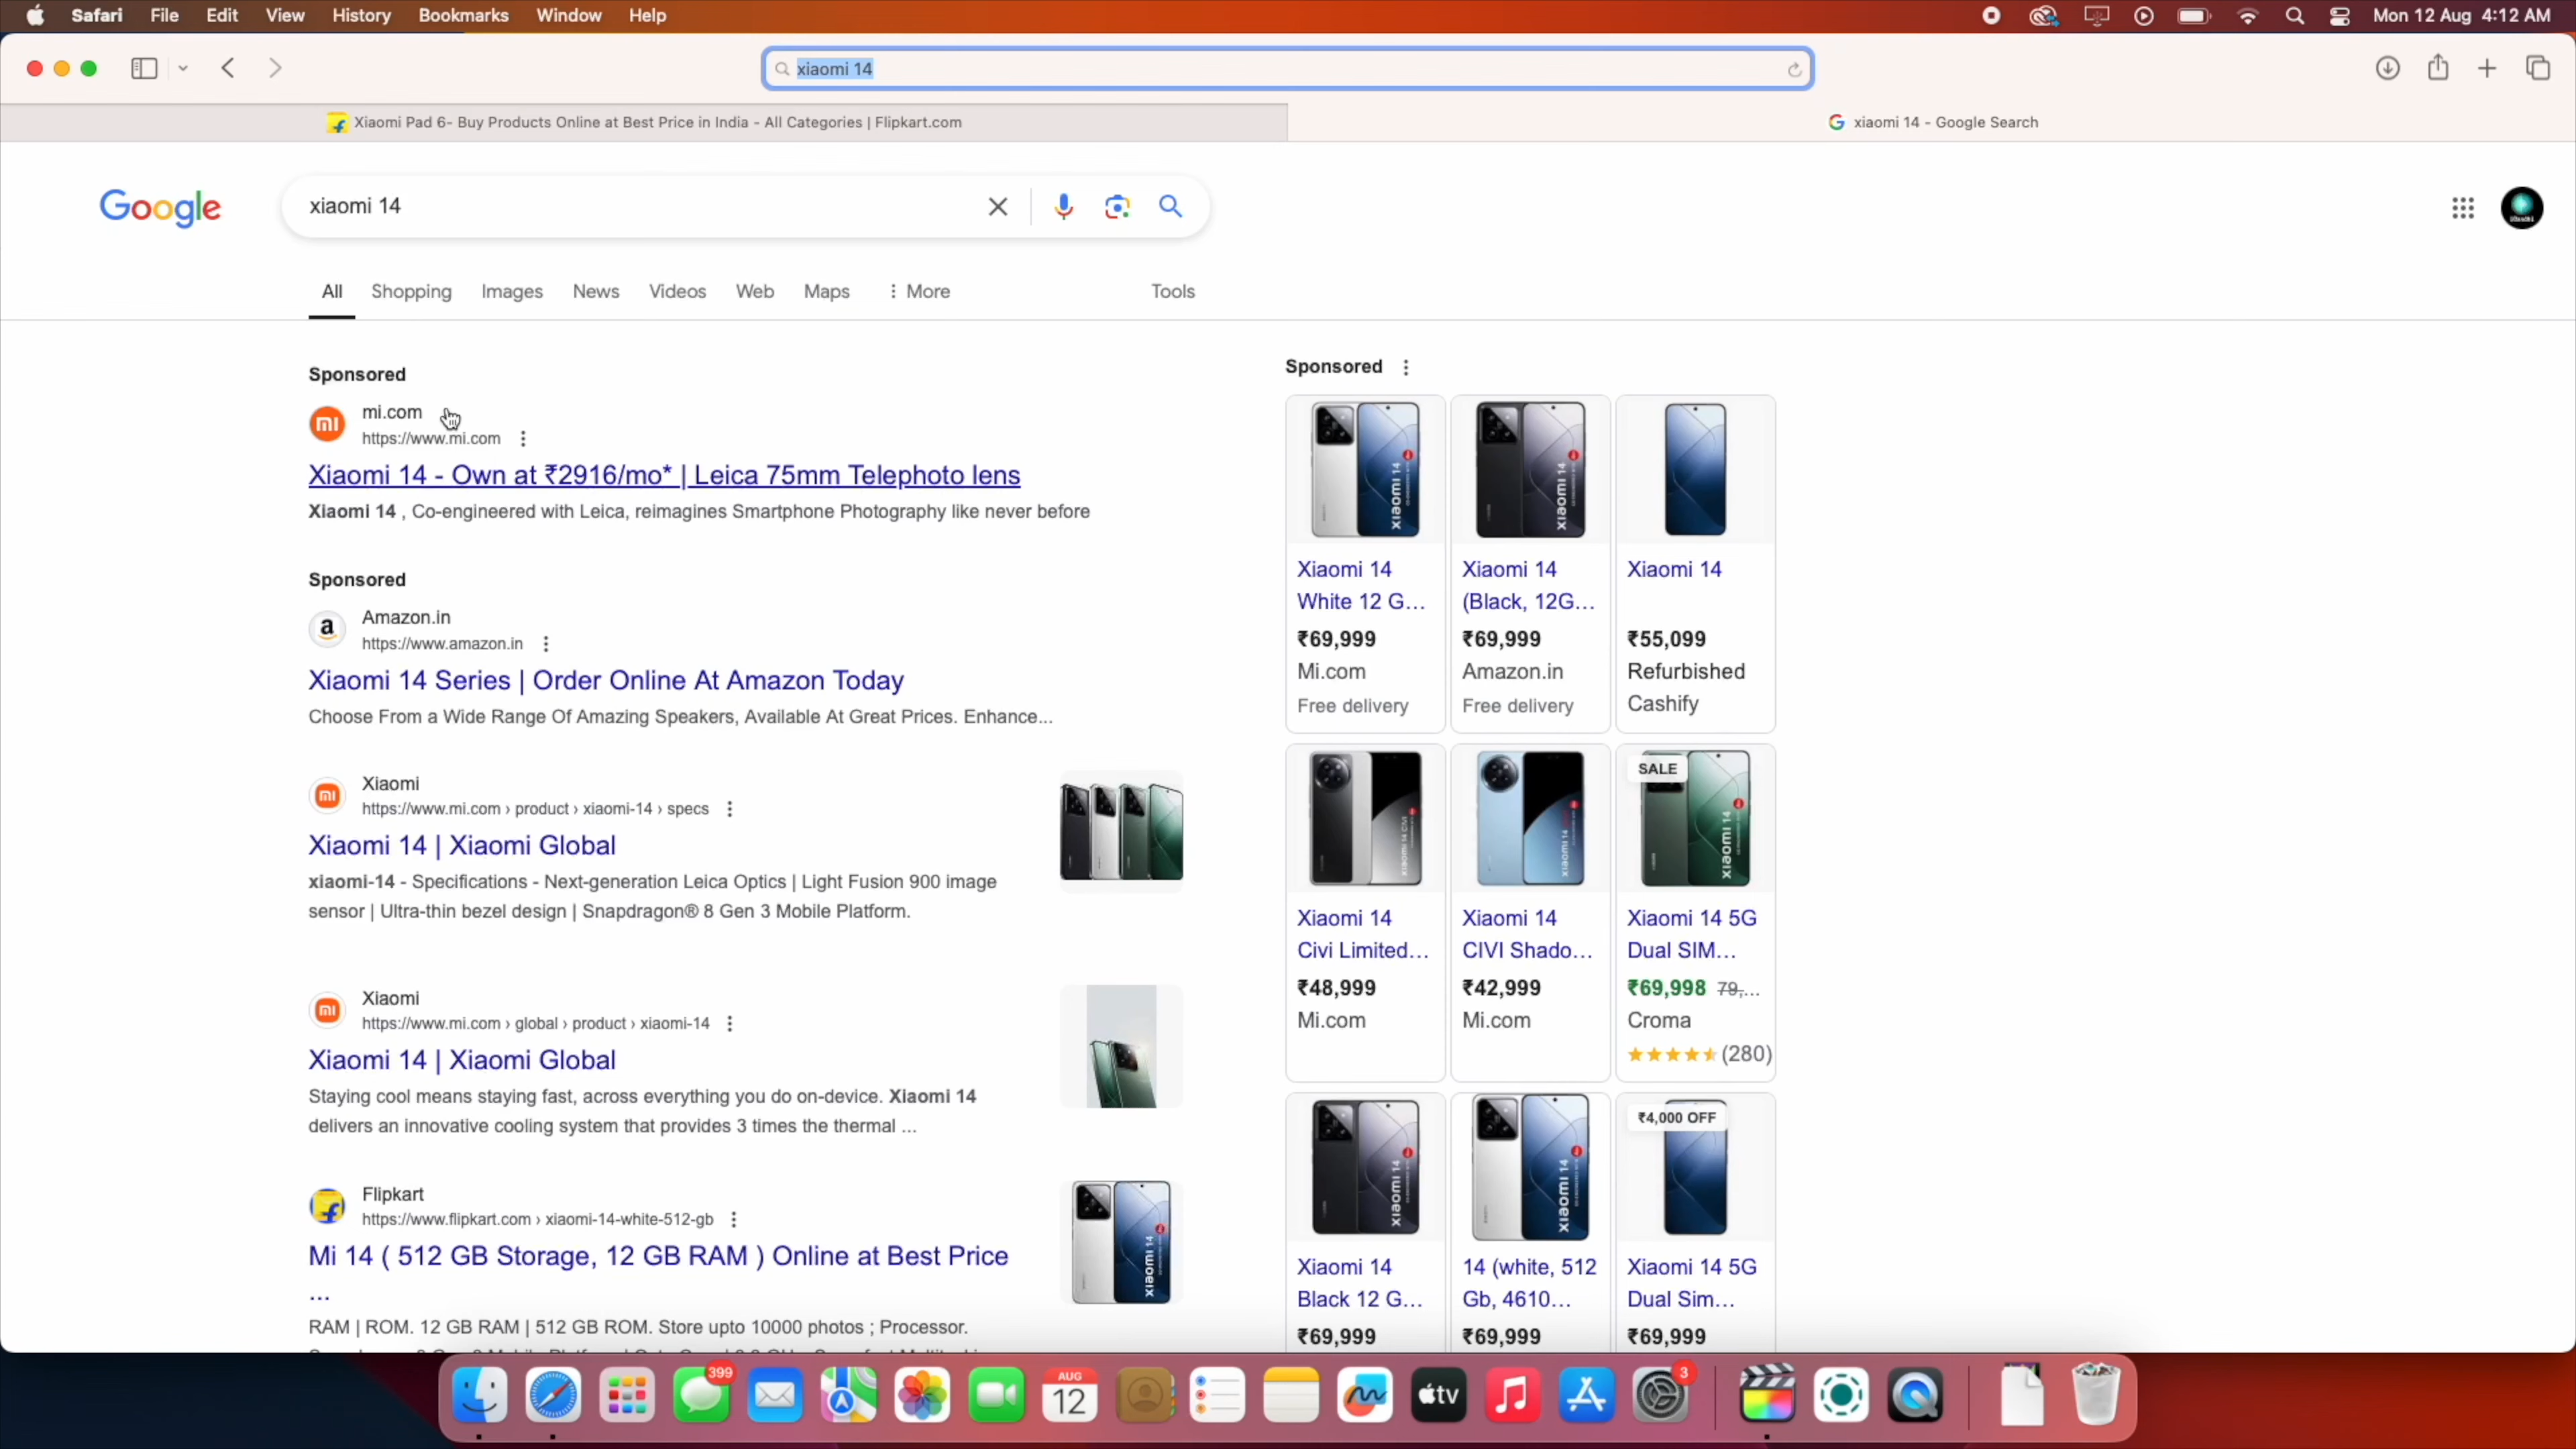 Safari File Edit View History Bookmarks Window Help
Mon 12 Aug 4:12 AM
xiaomi 14
Xiaomi Pad 6- Buy Products Online at Best Price in India - All Categories | Flipkart.com
xiaomi 14 - Google Search
Google
xiaomi 14
All Shopping Images News Videos Web Maps More Tools
Sponsored
mi.com
https://www.mi.com
Xiaomi 14 - Own at ₹2916/mo* | Leica 75mm Telephoto lens
Xiaomi 14 , Co-engineered with Leica, reimagines Smartphone Photography like never before
Sponsored
Amazon.in
https://www.amazon.in
Xiaomi 14 Series | Order Online At Amazon Today
Choose From a Wide Range Of Amazing Speakers, Available At Great Prices. Enhance...
Xiaomi
https://www.mi.com › product › xiaomi-14 › specs
Xiaomi 14 | Xiaomi Global
xiaomi-14 - Specifications - Next-generation Leica Optics | Light Fusion 900 image
sensor | Ultra-thin bezel design | Snapdragon® 8 Gen 3 Mobile Platform.
Xiaomi
https://www.mi.com › global › product › xiaomi-14
Xiaomi 14 | Xiaomi Global
Staying cool means staying fast, across everything you do on-device. Xiaomi 14
delivers an innovative cooling system that provides 3 times the thermal ...
Flipkart
https://www.flipkart.com › xiaomi-14-white-512-gb
Mi 14 ( 512 GB Storage, 12 GB RAM ) Online at Best Price
...
RAM | ROM. 12 GB RAM | 512 GB ROM. Store upto 10000 photos ; Processor.
Sponsored
Xiaomi 14
White 12 G...
₹69,999
Mi.com
Free delivery
Xiaomi 14
(Black, 12G...
₹69,999
Amazon.in
Free delivery
Xiaomi 14
₹55,099
Refurbished
Cashify
Xiaomi 14
Civi Limited...
₹48,999
Mi.com
Xiaomi 14
CIVI Shado...
₹42,999
Mi.com
SALE
Xiaomi 14 5G
Dual SIM...
₹69,998 79,...
Croma
(280)
Xiaomi 14
Black 12 G...
₹69,999
14 (white, 512
Gb, 4610...
₹69,999
₹4,000 OFF
Xiaomi 14 5G
Dual Sim...
₹69,999
399
AUG
12
tv
3